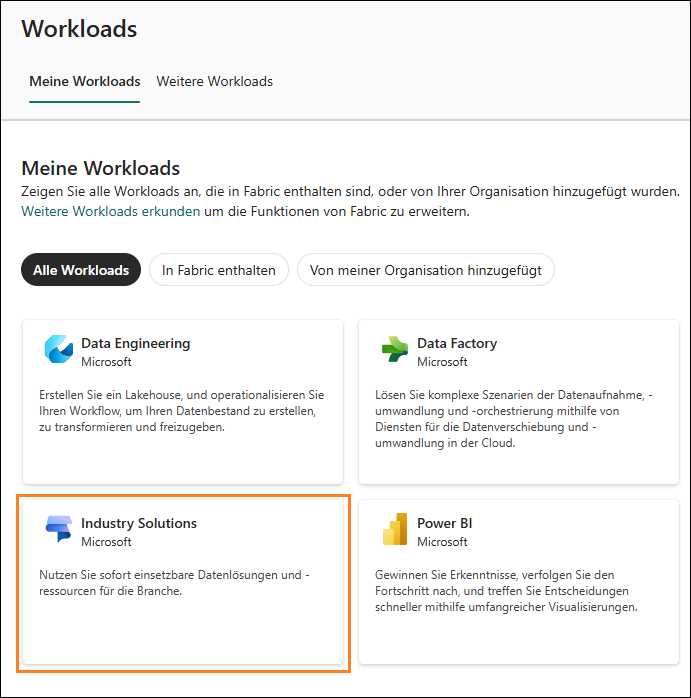 Workloads
Meine Workloads Weitere Workloads
Meine Workloads
Zeigen Sie alle Workloads an, die in Fabric enthalten sind, oder von Ihrer Organisation hinzugefügt wurden.
Weitere Workloads erkunden um die Funktionen von Fabric zu erweitern.
Alle Workloads In Fabric enthalten Von meiner Organisation hinzugefügt
Data Engineering
Microsoft
Erstellen Sie ein Lakehouse, und operationalisieren Sie
Ihren Workflow, um Ihren Datenbestand zu erstellen,
zu transformieren und freizugeben.
Data Factory
Microsoft
Lösen Sie komplexe Szenarien der Datenaufnahme, -
umwandlung und -orchestrierung mithilfe von
Diensten für die Datenverschiebung und -
umwandlung in der Cloud.
Industry Solutions
Microsoft
Nutzen Sie sofort einsetzbare Datenlösungen und -
ressourcen für die Branche.
Power BI
Microsoft
Gewinnen Sie Erkenntnisse, verfolgen Sie den
Fortschritt nach, und treffen Sie Entscheidungen
schneller mithilfe umfangreicher Visualisierungen.